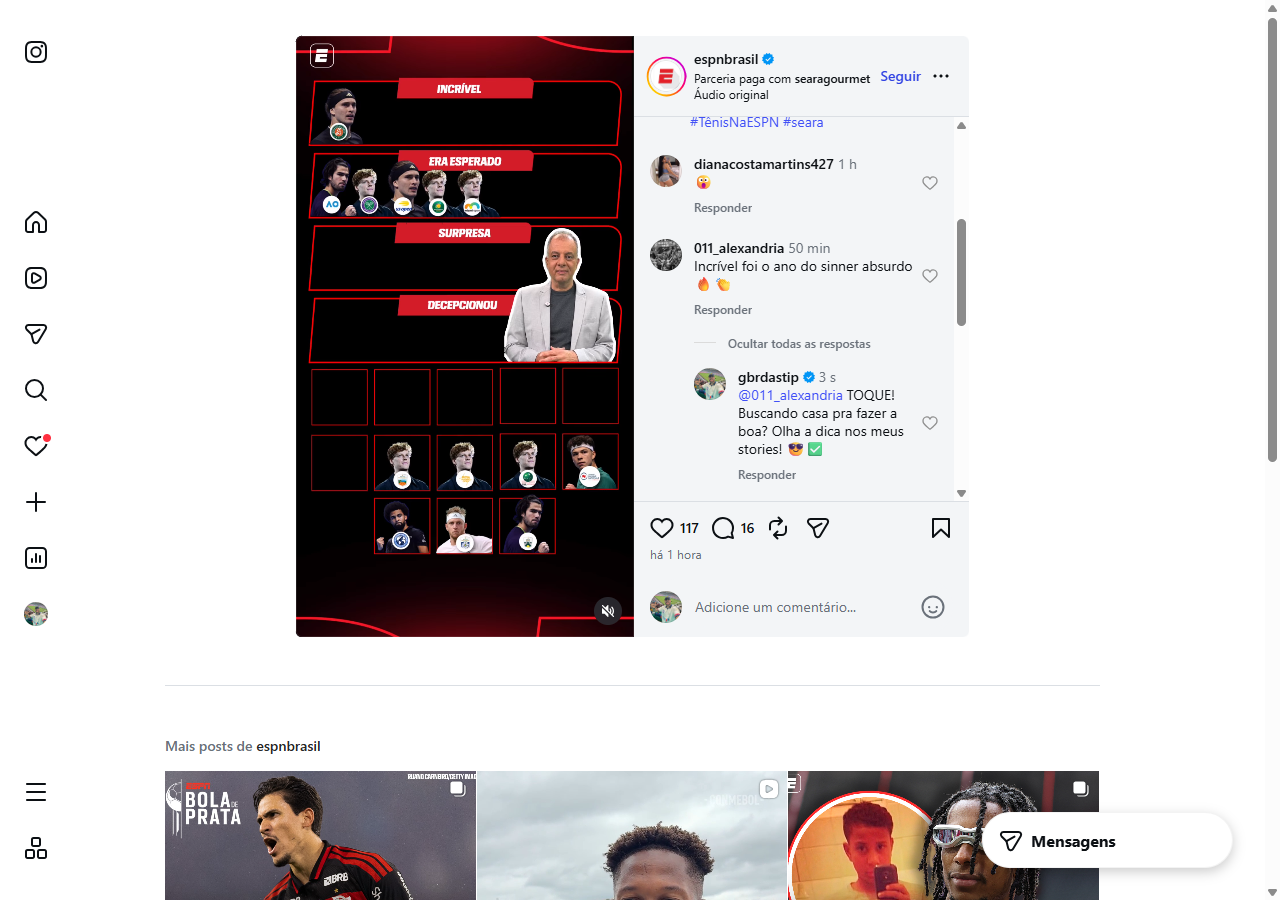 INCRÍVEL
ERA ESPERADO
SURPRESA
DECEPCIONOU
espnbrasil
Parceria paga com searagourmet
Áudio original
Seguir
#TênisNaESPN #seara
dianacostamartins427 1 h
😱
Responder
011_alexandria 50 min
Incrível foi o ano do sinner absurdo
🔥 👏
Responder
Ocultar todas as respostas
gbrdastip 3 s
@011_alexandria TOQUE!
Buscando casa pra fazer a
boa? Olha a dica nos meus
stories! 😎 ✅
Responder
117
16
há 1 hora
Adicione um comentário...
Mais posts de espnbrasil
BOLA DE
PRATA
Mensagens